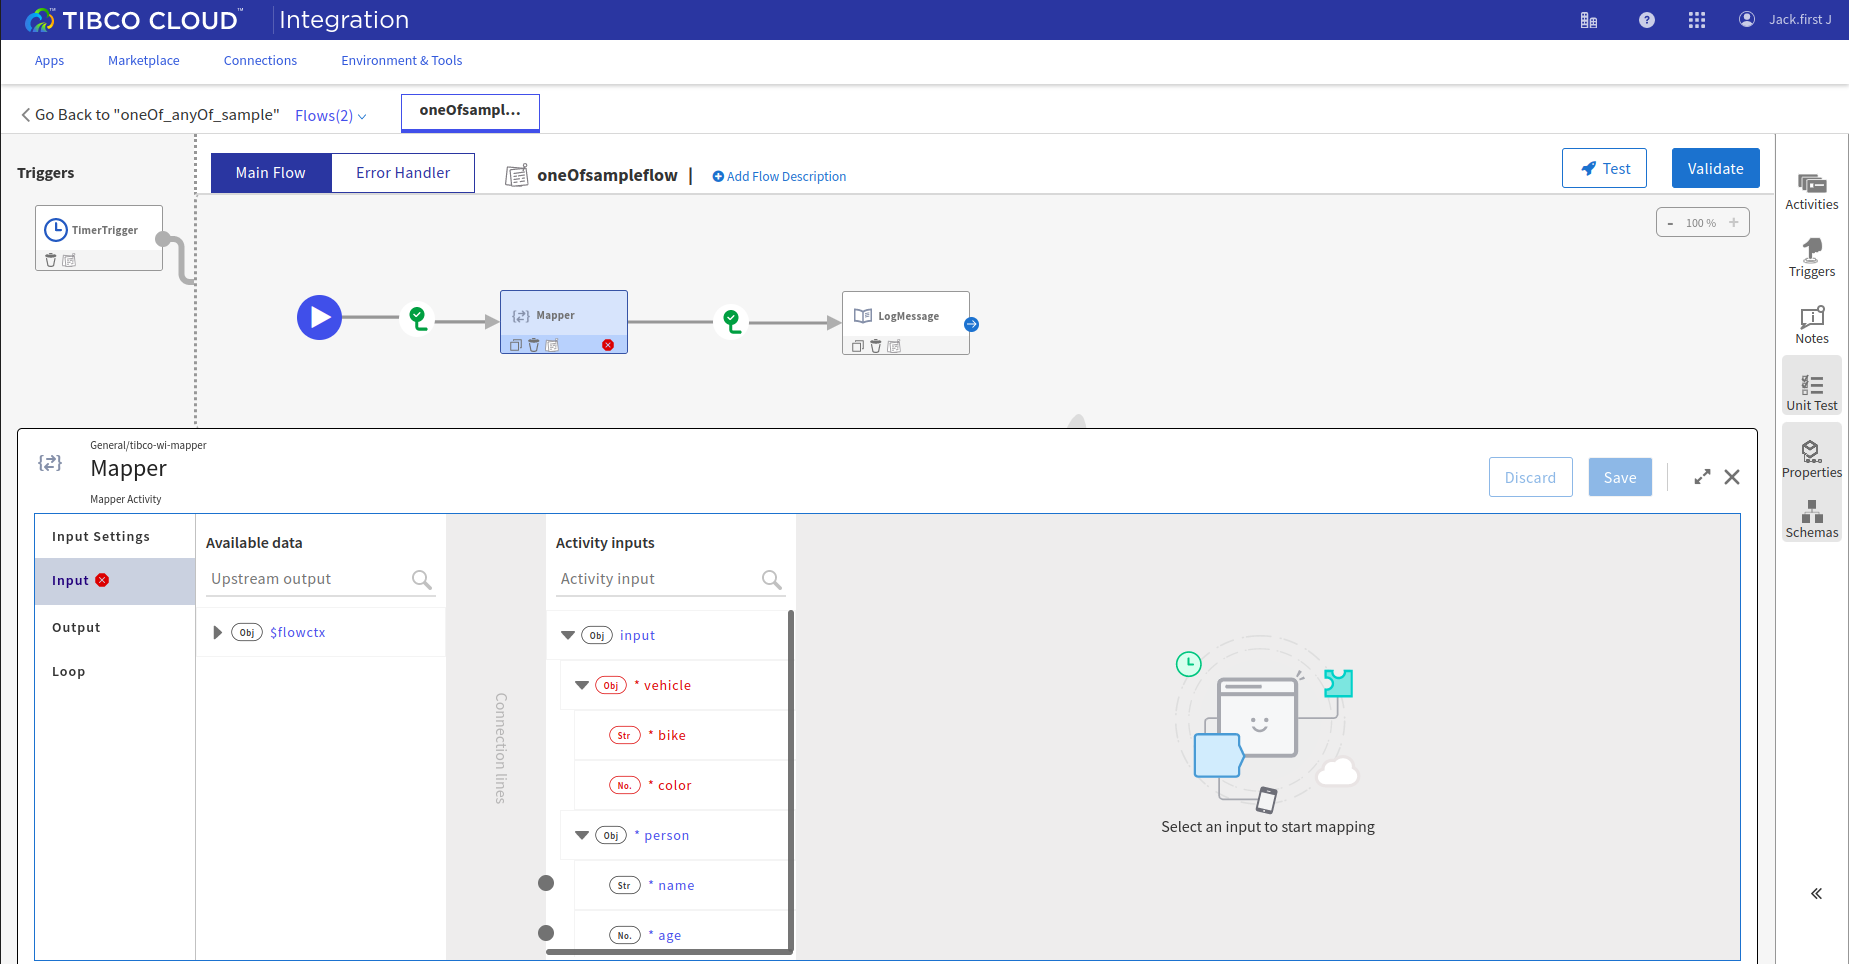 TIBCO CLOUD™ Integration
? Jack.first J
Apps Marketplace Connections Environment & Tools
Go Back to "oneOf_anyOf_sample" Flows(2) oneOfsampl...
Triggers
Main Flow Error Handler oneOfsampleflow | Add Flow Description Test Validate
TimerTrigger
- 100 % +
Mapper
LogMessage
Activities
Triggers
Notes
Unit Test
Properties
Schemas
General/tibco-wi-mapper
Mapper
Mapper Activity
Discard Save
Input Settings
Input
Output
Loop
Available data
Upstream output
Obj $flowctx
Connection lines
Activity inputs
Activity input
Obj input
Obj * vehicle
Str * bike
No. * color
Obj * person
Str * name
No. * age
Select an input to start mapping